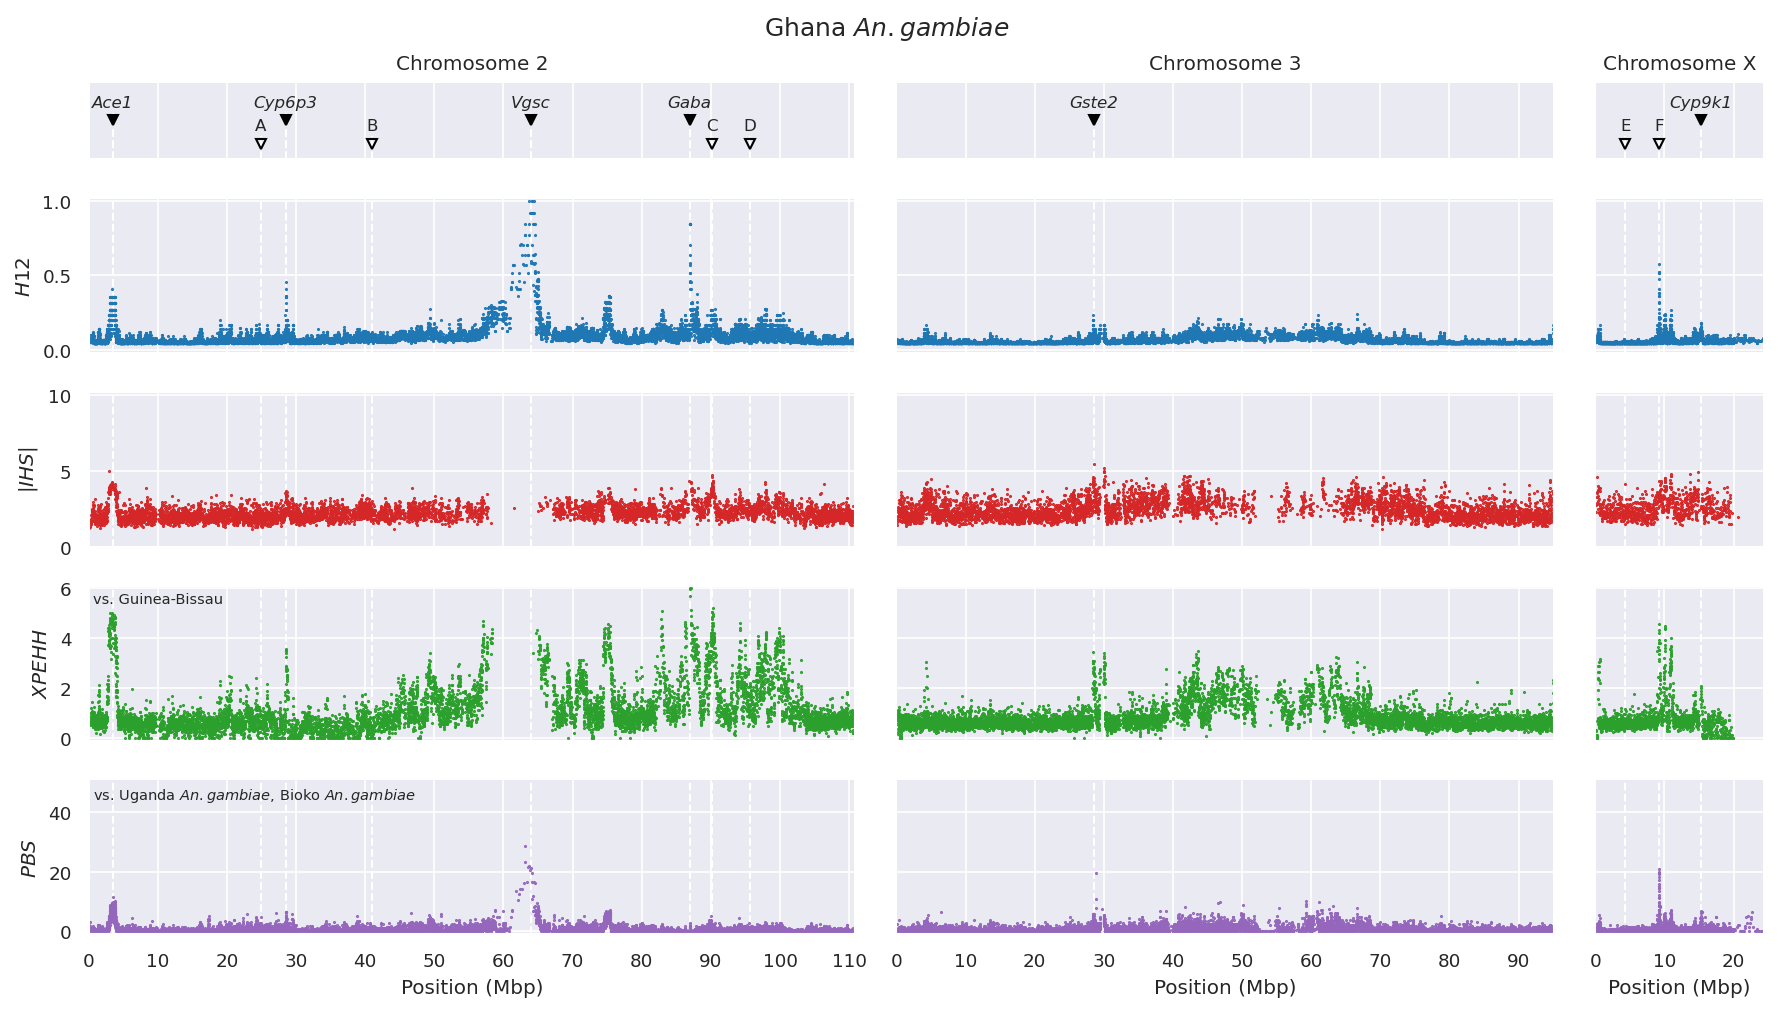 Ghana An. gambiae
Chromosome 2 Chromosome 3 Chromosome X
Ace1 Cyp6p3 Vgsc Gaba Gste2 Cyp9k1
A B C D E F
1.0
0.5
0.0
H12
10
5
0
|IHS|
vs. Guinea-Bissau
6
4
2
0
XPEHH
vs. Uganda An. gambiae, Bioko An. gambiae
40
20
0
PBS
0 10 20 30 40 50 60 70 80 90 100 110 0 10 20 30 40 50 60 70 80 90 0 10 20
Position (Mbp) Position (Mbp) Position (Mbp)